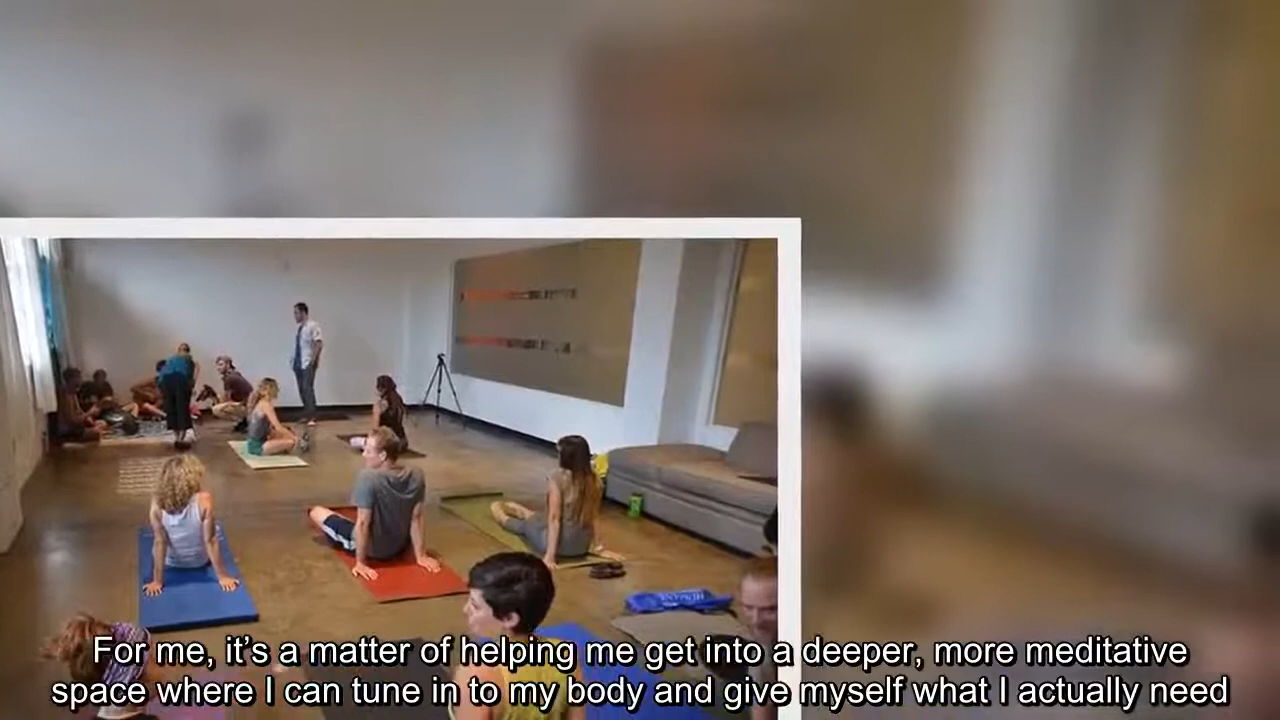 For me, it’s a matter of helping me get into a deeper, more meditative
space where I can tune in to my body and give myself what I actually need